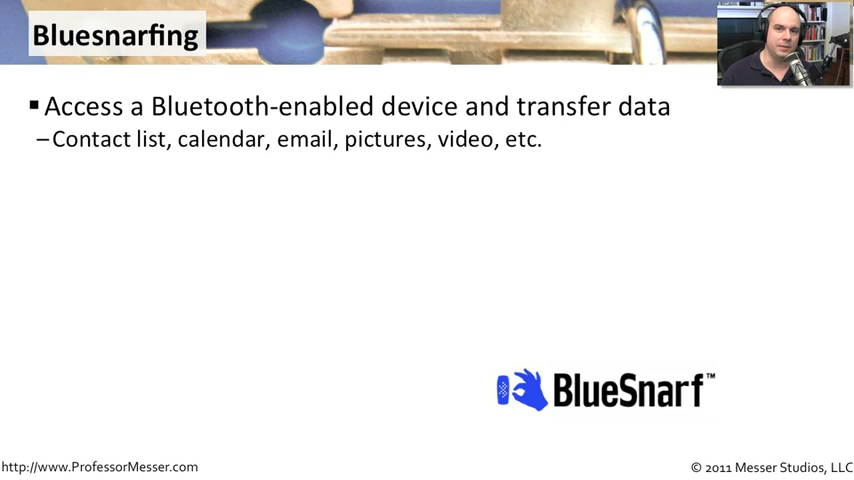 Bluesnarfing
▪ Access a Bluetooth-enabled device and transfer data
– Contact list, calendar, email, pictures, video, etc.
BlueSnarf™
http://www.ProfessorMesser.com
© 2011 Messer Studios, LLC